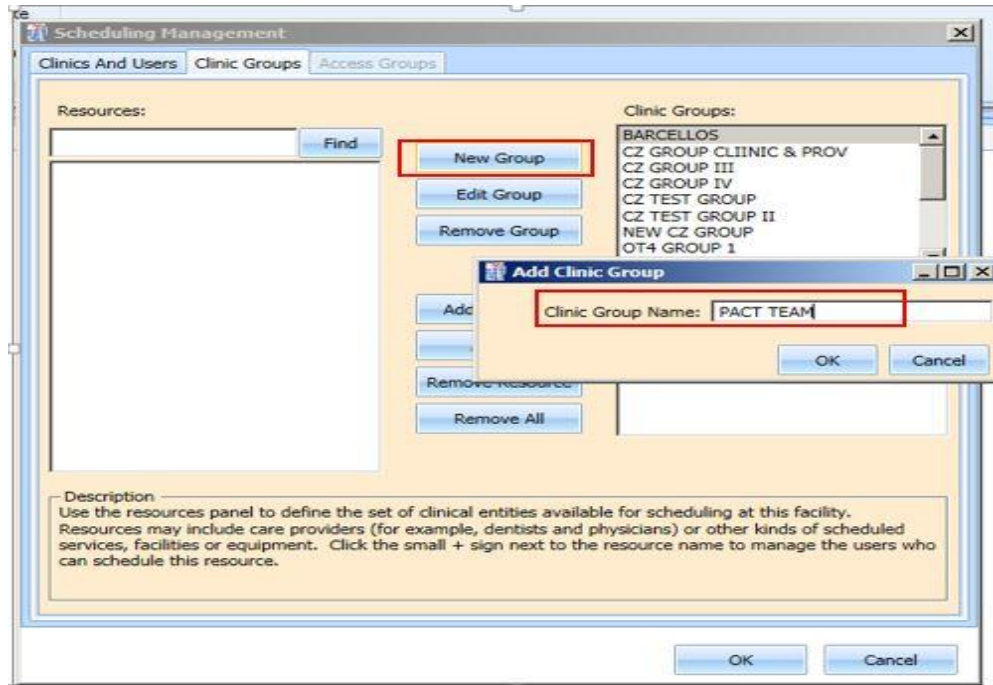 te
Scheduling Management
Clinics And Users
Clinic Groups
Access Groups
Resources:
Find
New Group
Edit Group
Remove Group
Add
Remove Resource
Remove All
Clinic Groups:
BARCELLOS
CZ GROUP CLIINIC & PROV
CZ GROUP III
CZ GROUP IV
CZ TEST GROUP
CZ TEST GROUP II
NEW CZ GROUP
OT4 GROUP 1
Add Clinic Group
Clinic Group Name: PACT TEAM
OK
Cancel
Description
Use the resources panel to define the set of clinical entities available for scheduling at this facility.
Resources may include care providers (for example, dentists and physicians) or other kinds of scheduled
services, facilities or equipment. Click the small + sign next to the resource name to manage the users who
can schedule this resource.
OK
Cancel